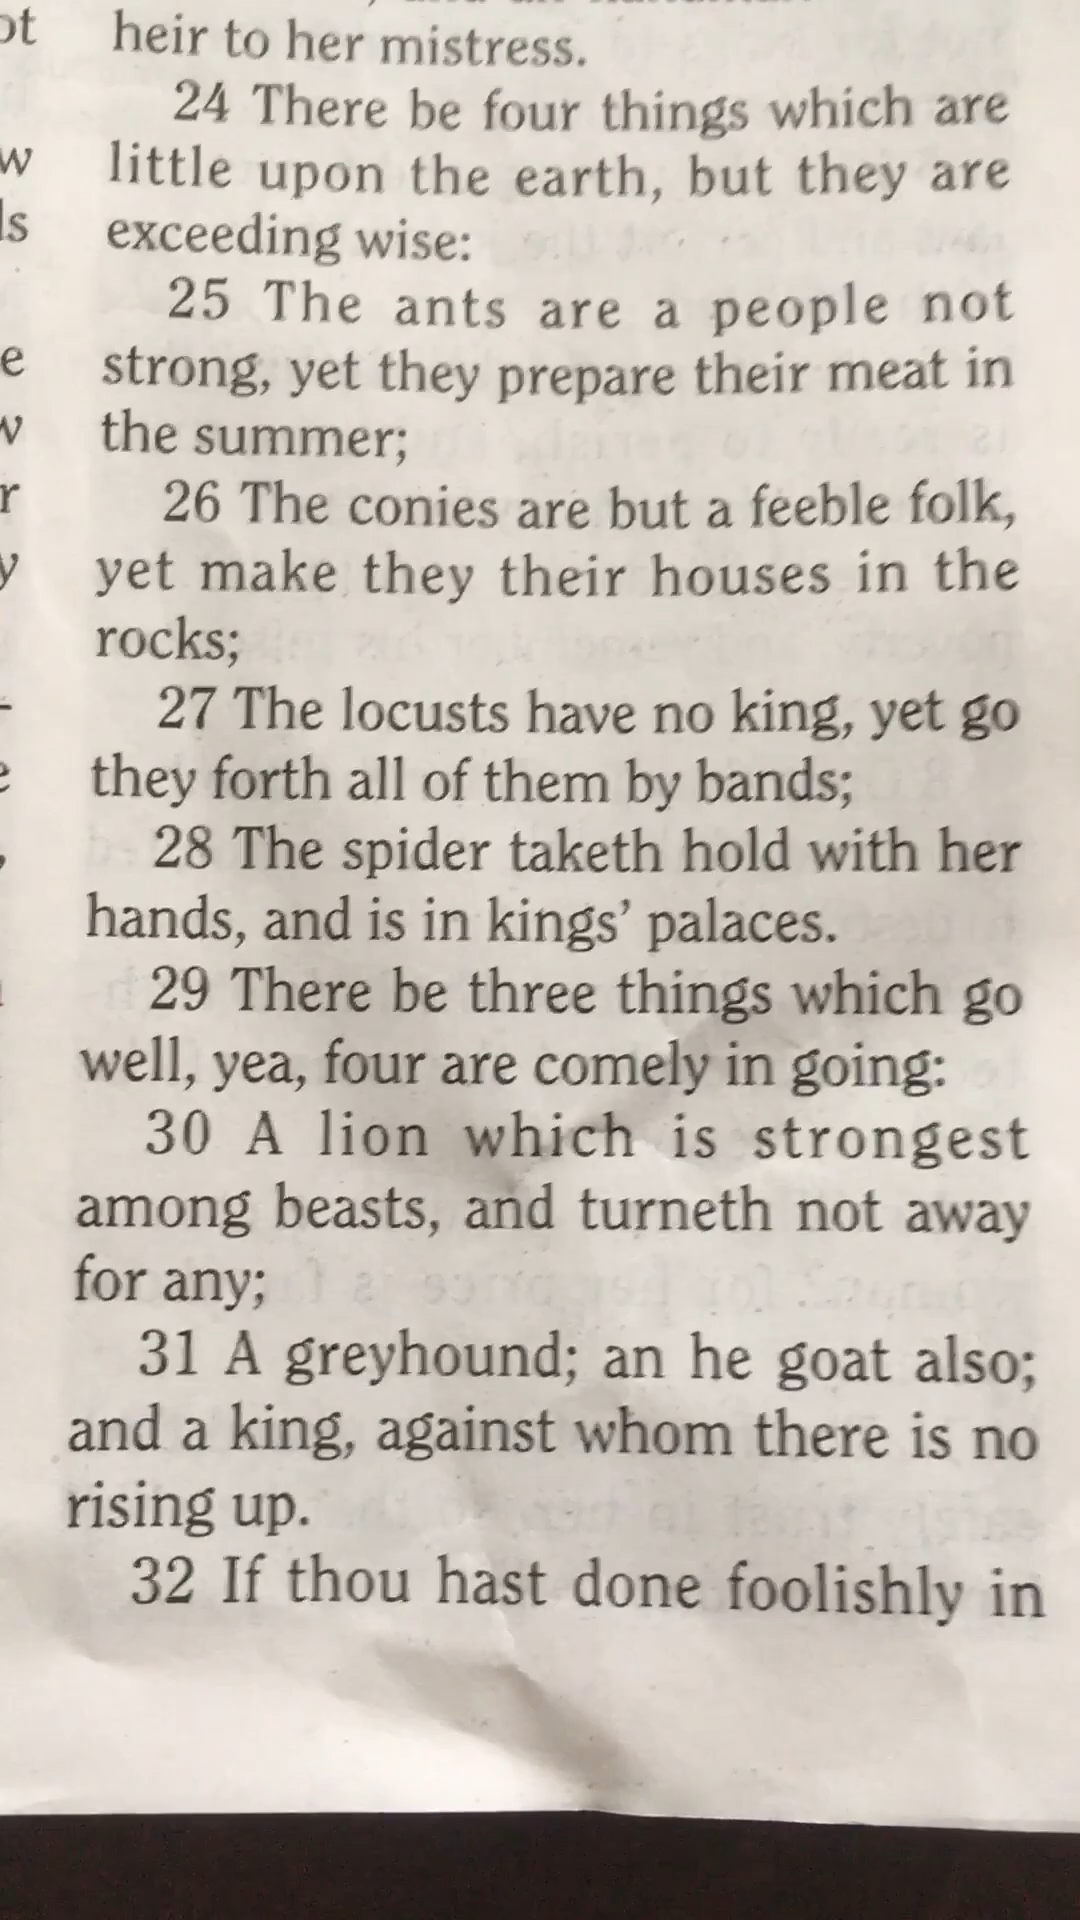 heir to her mistress.
24 There be four things which are
little upon the earth, but they are
exceeding wise:
25 The ants are a people not
strong, yet they prepare their meat in
the summer;
26 The conies are but a feeble folk,
yet make they their houses in the
rocks;
27 The locusts have no king, yet go
they forth all of them by bands;
28 The spider taketh hold with her
hands, and is in kings’ palaces.
29 There be three things which go
well, yea, four are comely in going:
30 A lion which is strongest
among beasts, and turneth not away
for any;
31 A greyhound; an he goat also;
and a king, against whom there is no
rising up.
32 If thou hast done foolishly in